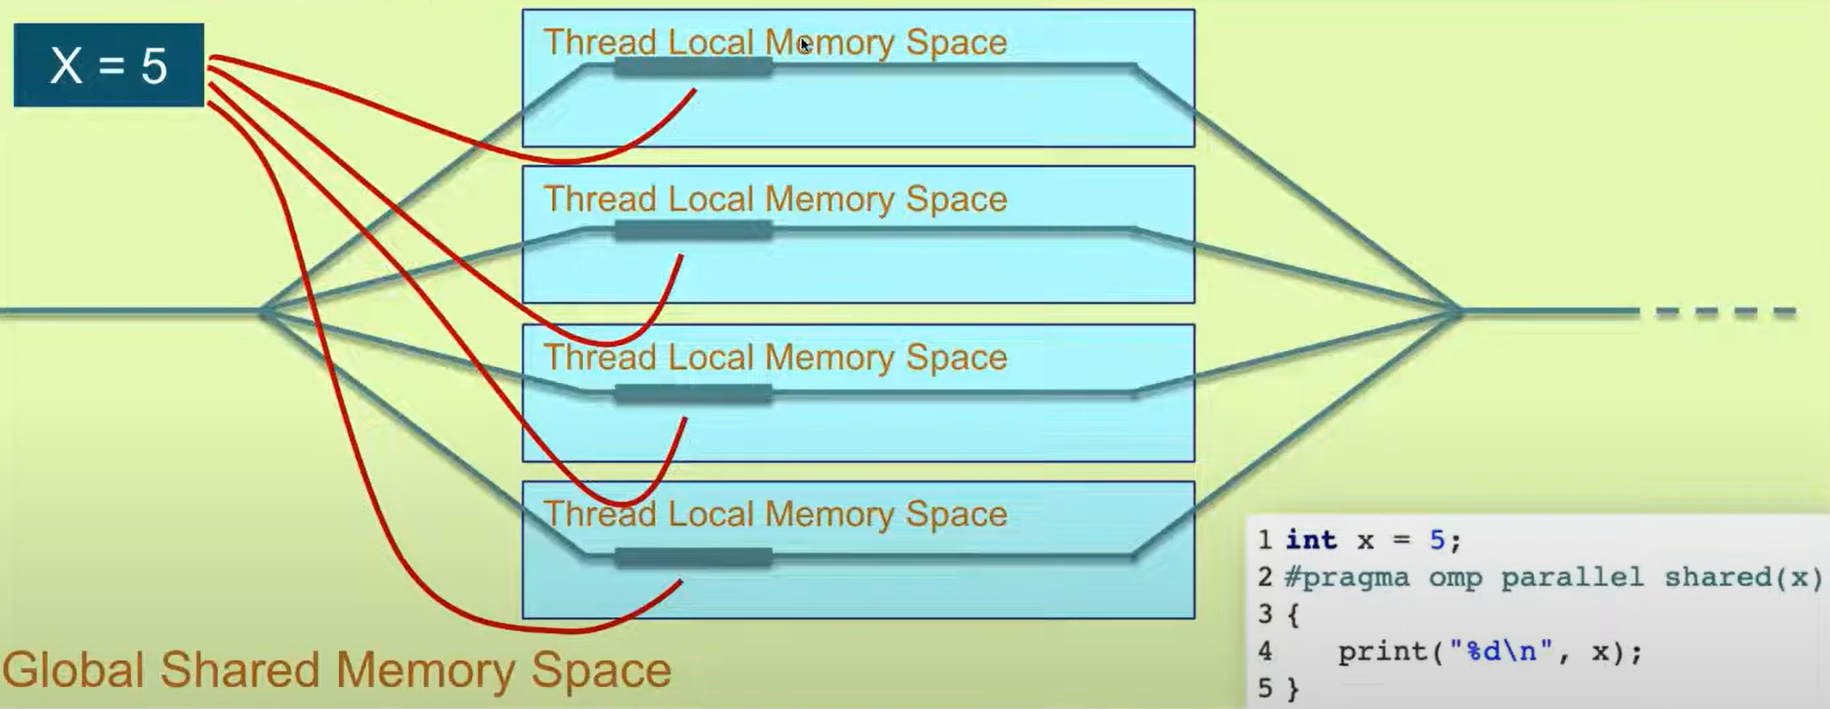 X = 5
Thread Local Memory Space
Thread Local Memory Space
Thread Local Memory Space
Thread Local Memory Space
Global Shared Memory Space
1 int x = 5;
2 #pragma omp parallel shared(x)
3 {
4    print("%d\n", x);
5 }